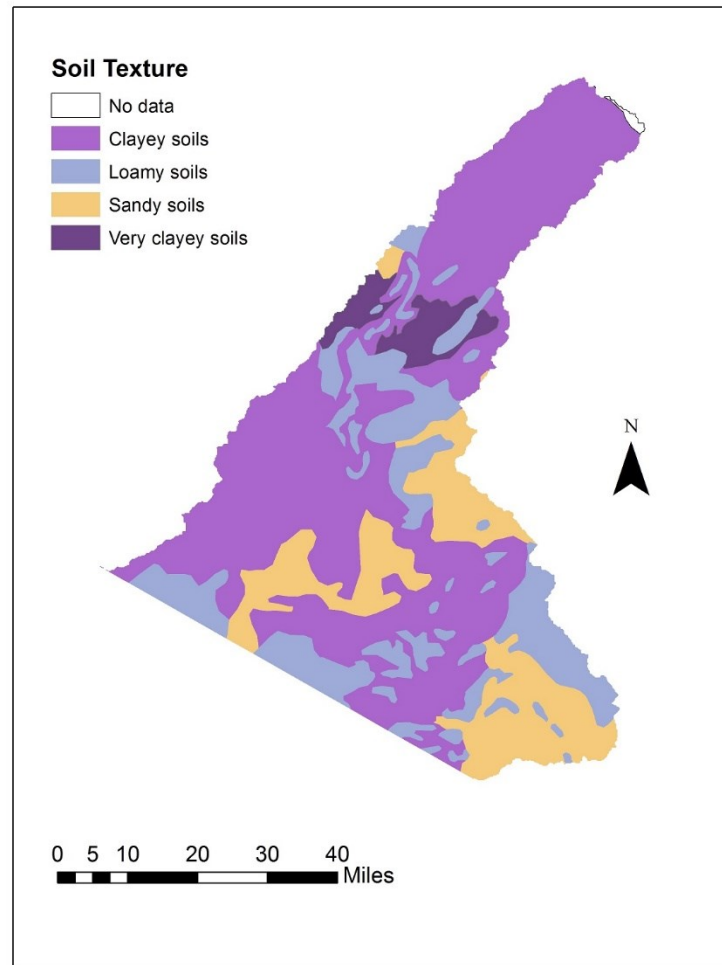 Soil Texture
No data
Clayey soils
Loamy soils
Sandy soils
Very clayey soils
N
0 5 10 20 30 40
Miles